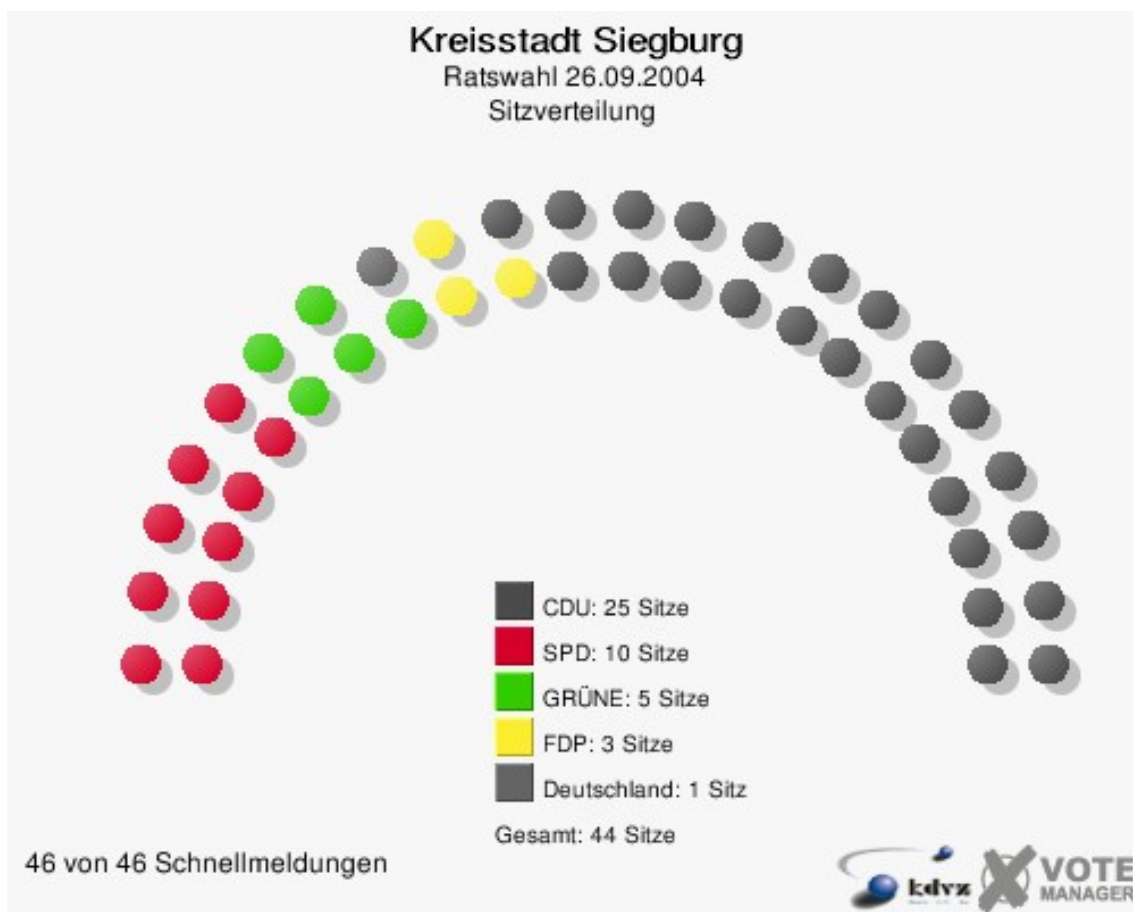 Kreisstadt Siegburg
Ratswahl 26.09.2004
Sitzverteilung
CDU: 25 Sitze
SPD: 10 Sitze
GRÜNE: 5 Sitze
FDP: 3 Sitze
Deutschland: 1 Sitz
Gesamt: 44 Sitze
46 von 46 Schnellmeldungen
kdvz
VOTE
MANAGER